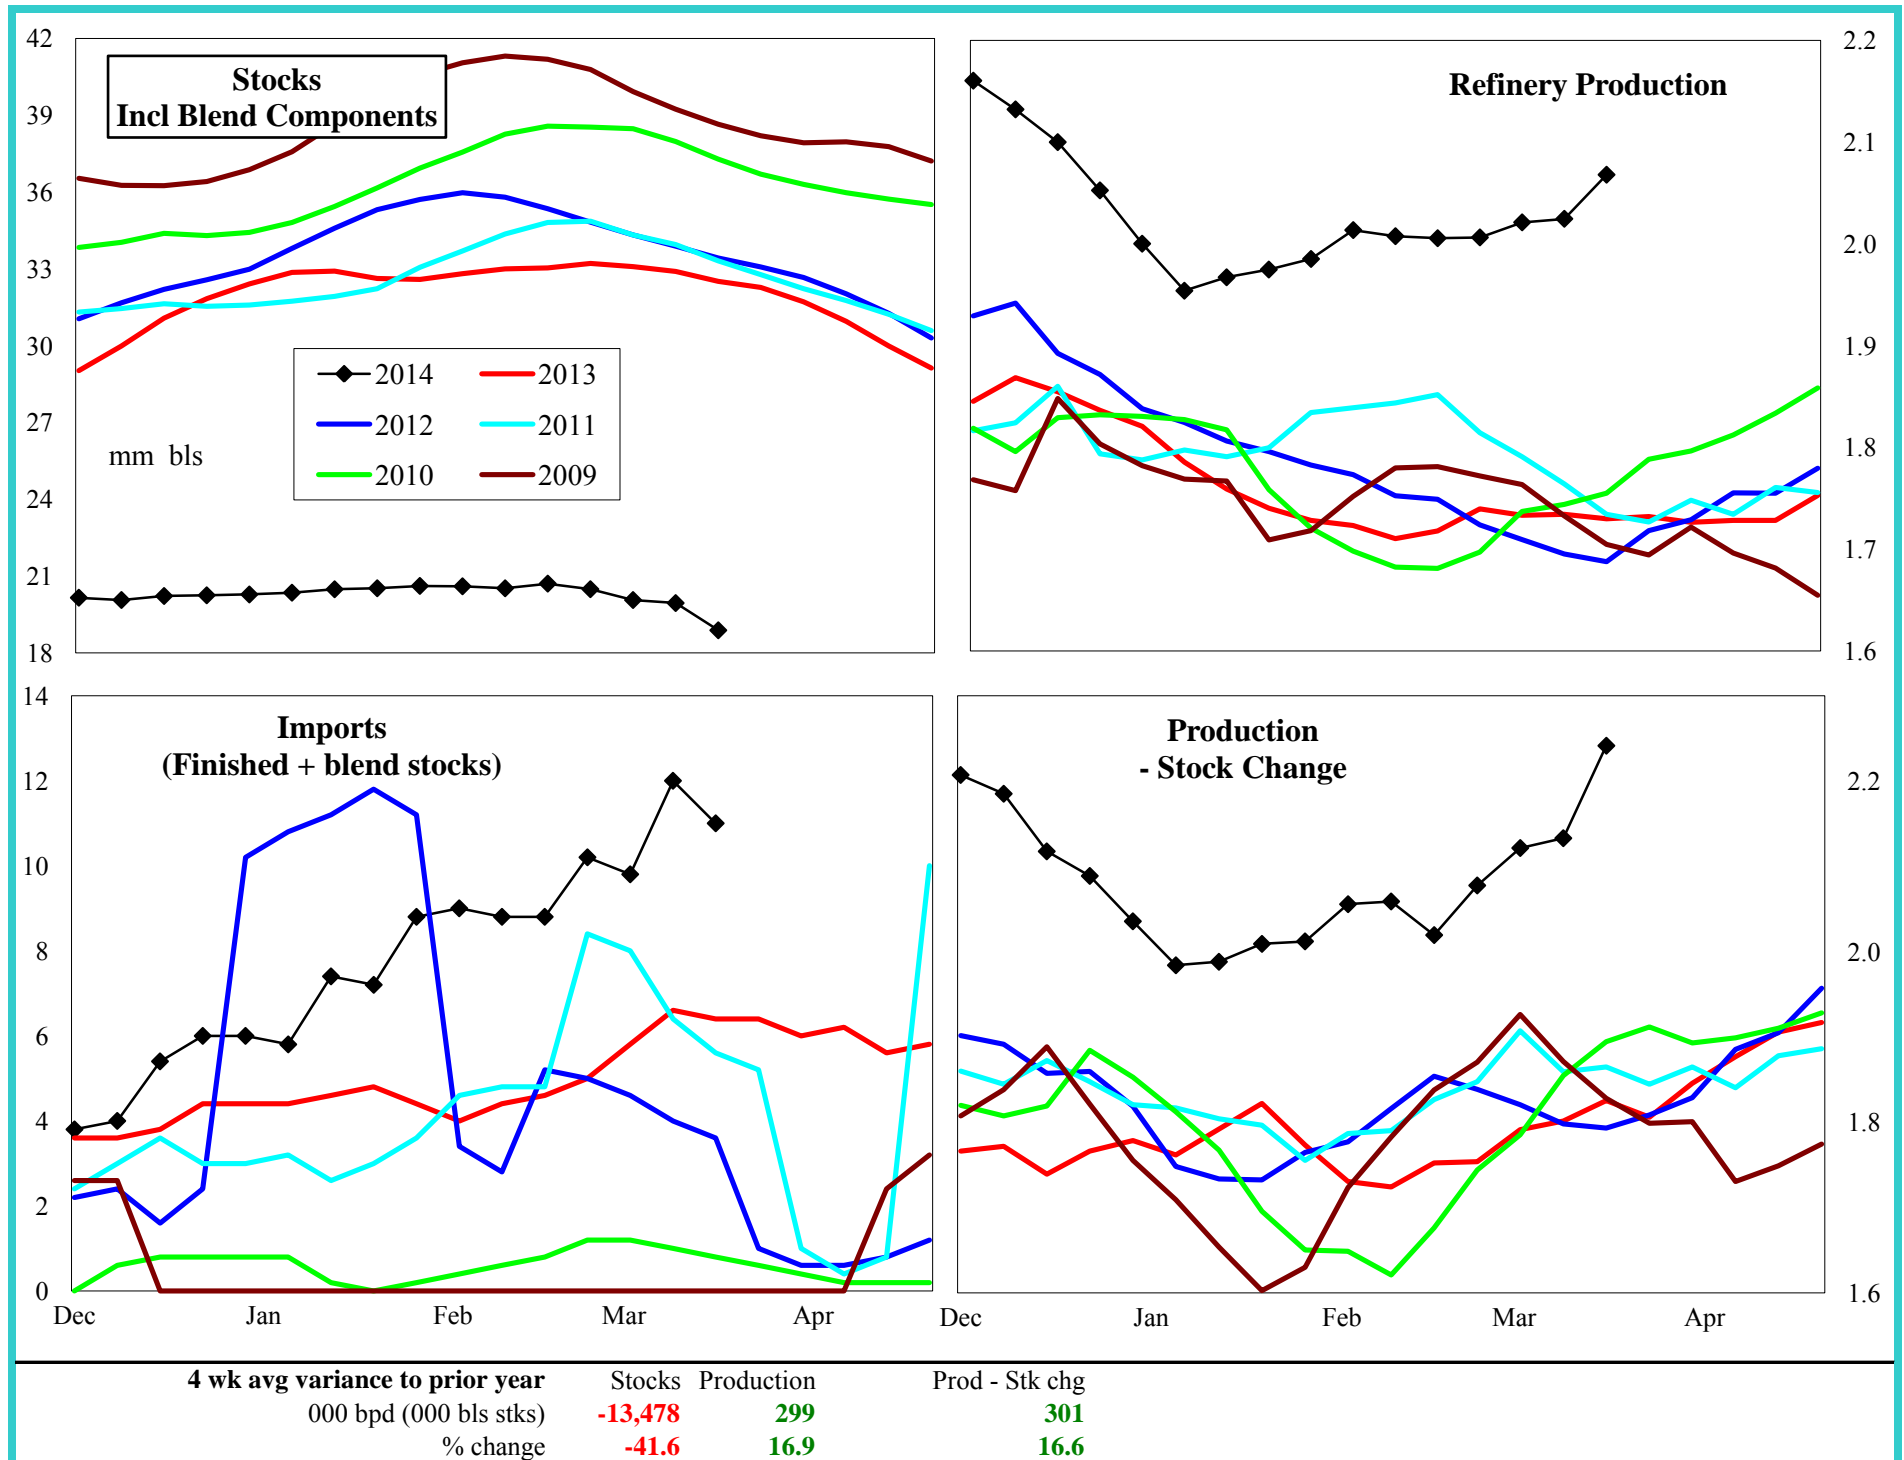 42
39
36
33
30
27
24
21
18
Stocks
Incl Blend Components
2014
2013
2012
2011
2010
2009
mm bls
Refinery Production
2.2
2.1
2.0
1.9
1.8
1.7
1.6
14
12
10
8
6
4
2
0
Imports
(Finished + blend stocks)
Dec Jan Feb Mar Apr
Production
- Stock Change
2.2
2.0
1.8
1.6
Dec Jan Feb Mar Apr
4 wk avg variance to prior year Stocks Production Prod - Stk chg
000 bpd (000 bls stks) -13,478 299 301
% change -41.6 16.9 16.6